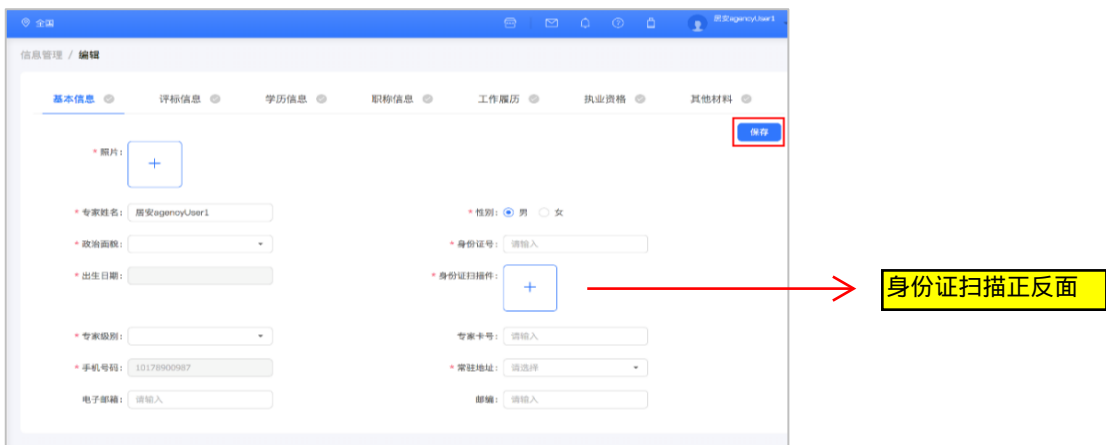 全国
居安agencyUser1
信息管理 / 编辑
基本信息 评标信息 学历信息 职称信息 工作履历 执业资格 其他材料
保存
* 照片：
* 专家姓名： 居安agencyUser1 * 性别： 男 女
* 政治面貌： * 身份证号： 请输入
* 出生日期： * 身份证扫描件：
身份证扫描正反面
* 专家级别： 专家卡号： 请输入
* 手机号码： 10178900987 * 常驻地址： 请选择
电子邮箱： 请输入 邮编： 请输入